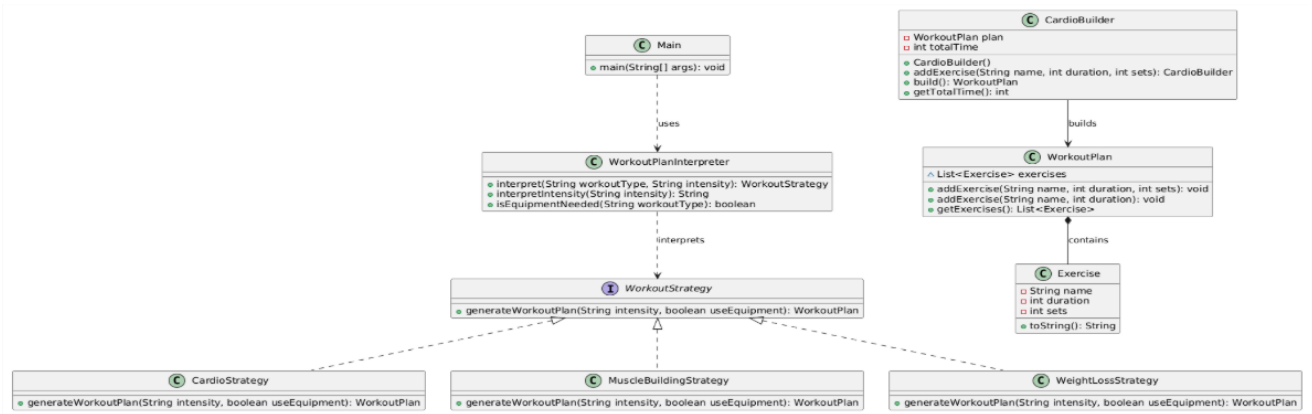 C CardioBuilder
WorkoutPlan plan
int totalTime
CardioBuilder()
addExercise(String name, int duration, int sets): CardioBuilder
build(): WorkoutPlan
getTotalTime(): int
C Main
main(String[] args): void
uses
builds
C WorkoutPlanInterpreter
interpret(String workoutType, String intensity): WorkoutStrategy
interpretIntensity(String intensity): String
isEquipmentNeeded(String workoutType): boolean
C WorkoutPlan
List<Exercise> exercises
addExercise(String name, int duration, int sets): void
addExercise(String name, int duration): void
getExercises(): List<Exercise>
interprets
contains
I WorkoutStrategy
generateWorkoutPlan(String intensity, boolean useEquipment): WorkoutPlan
C Exercise
String name
int duration
int sets
toString(): String
C CardioStrategy
generateWorkoutPlan(String intensity, boolean useEquipment): WorkoutPlan
C MuscleBuildingStrategy
generateWorkoutPlan(String intensity, boolean useEquipment): WorkoutPlan
C WeightLossStrategy
generateWorkoutPlan(String intensity, boolean useEquipment): WorkoutPlan